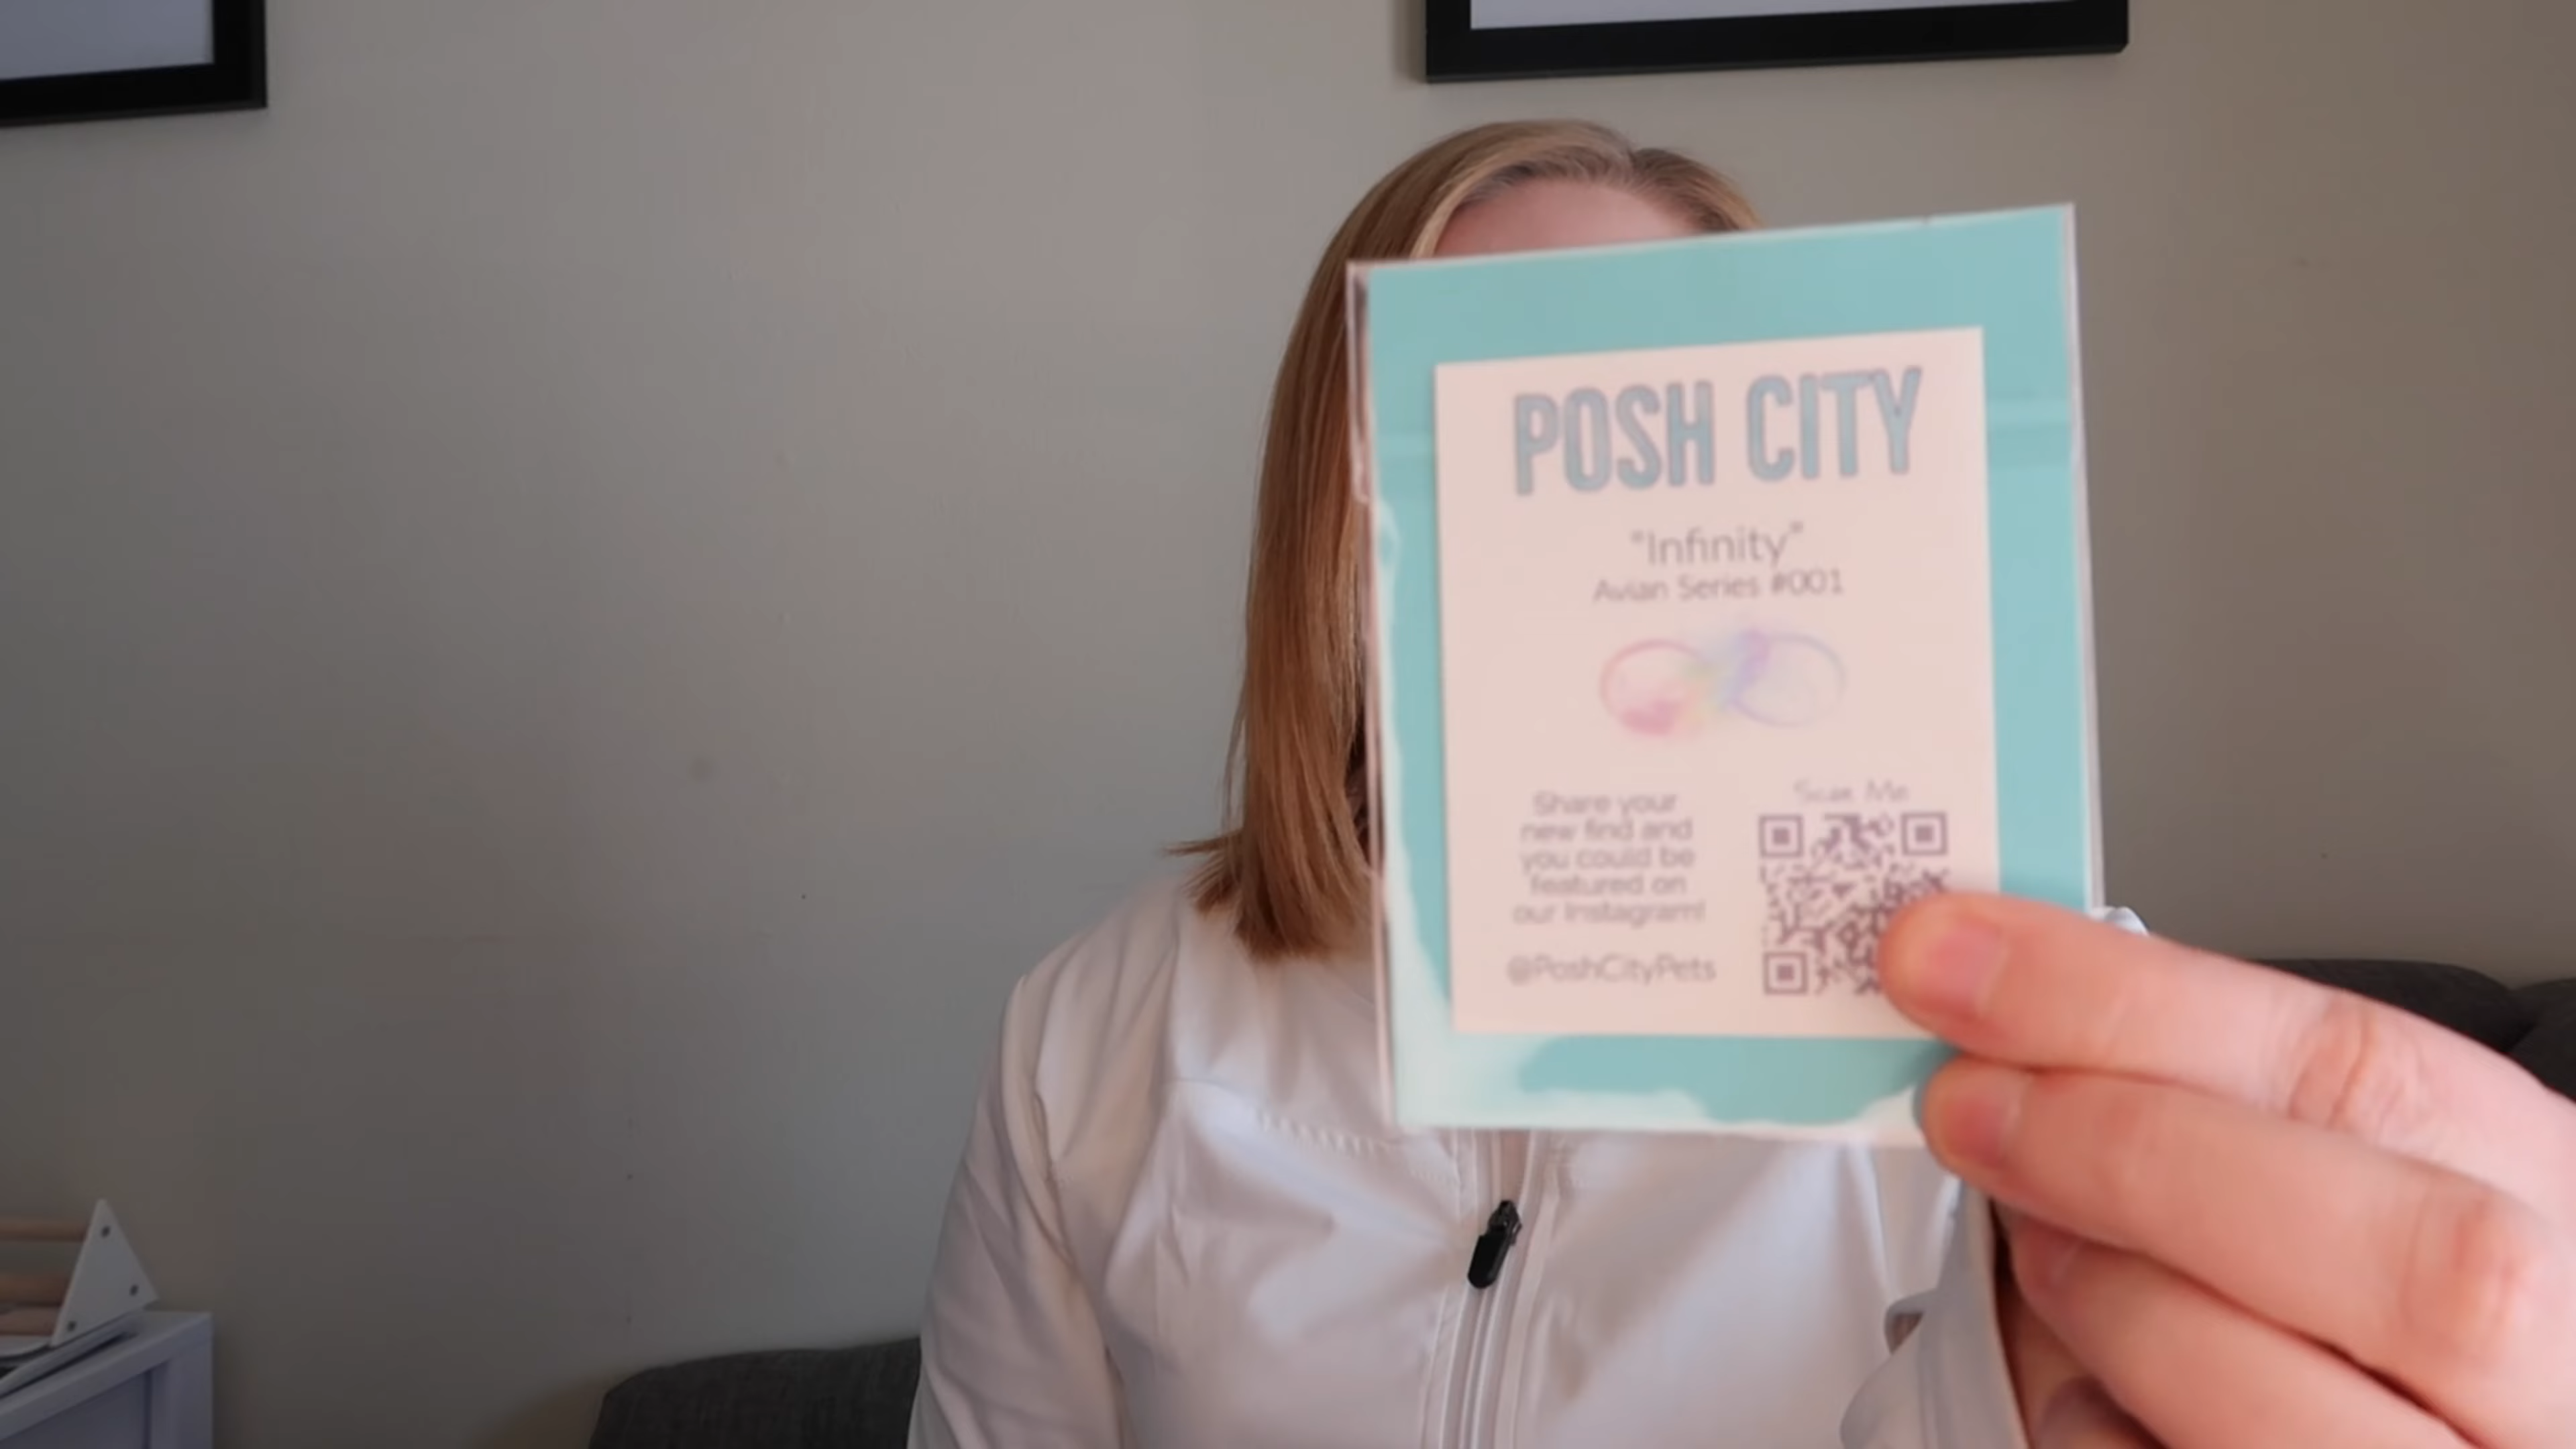 POSH CITY
"Infinity"
Avian Series #001
Share your
new find and
you could be
featured on
our Instagram!
@PoshCityPets
Scan Me